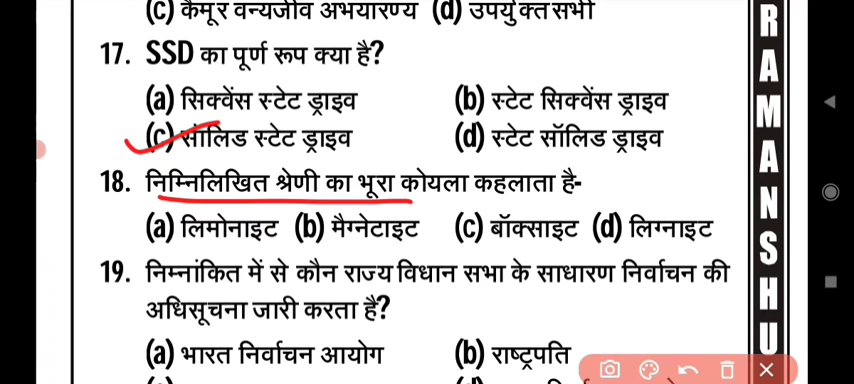 (c) कैमूर वन्यजीव अभयारण्य (d) उपर्युक्त सभी
17. SSD का पूर्ण रूप क्या है?
(a) सिक्वेंस स्टेट ड्राइव (b) स्टेट सिक्वेंस ड्राइव
(c) सॉलिड स्टेट ड्राइव (d) स्टेट सॉलिड ड्राइव
18. निम्निलिखित श्रेणी का भूरा कोयला कहलाता है-
(a) लिमोनाइट (b) मैग्नेटाइट (c) बॉक्साइट (d) लिग्नाइट
19. निम्नांकित में से कौन राज्य विधान सभा के साधारण निर्वाचन की
अधिसूचना जारी करता है?
(a) भारत निर्वाचन आयोग (b) राष्ट्रपति
RAMANSHU